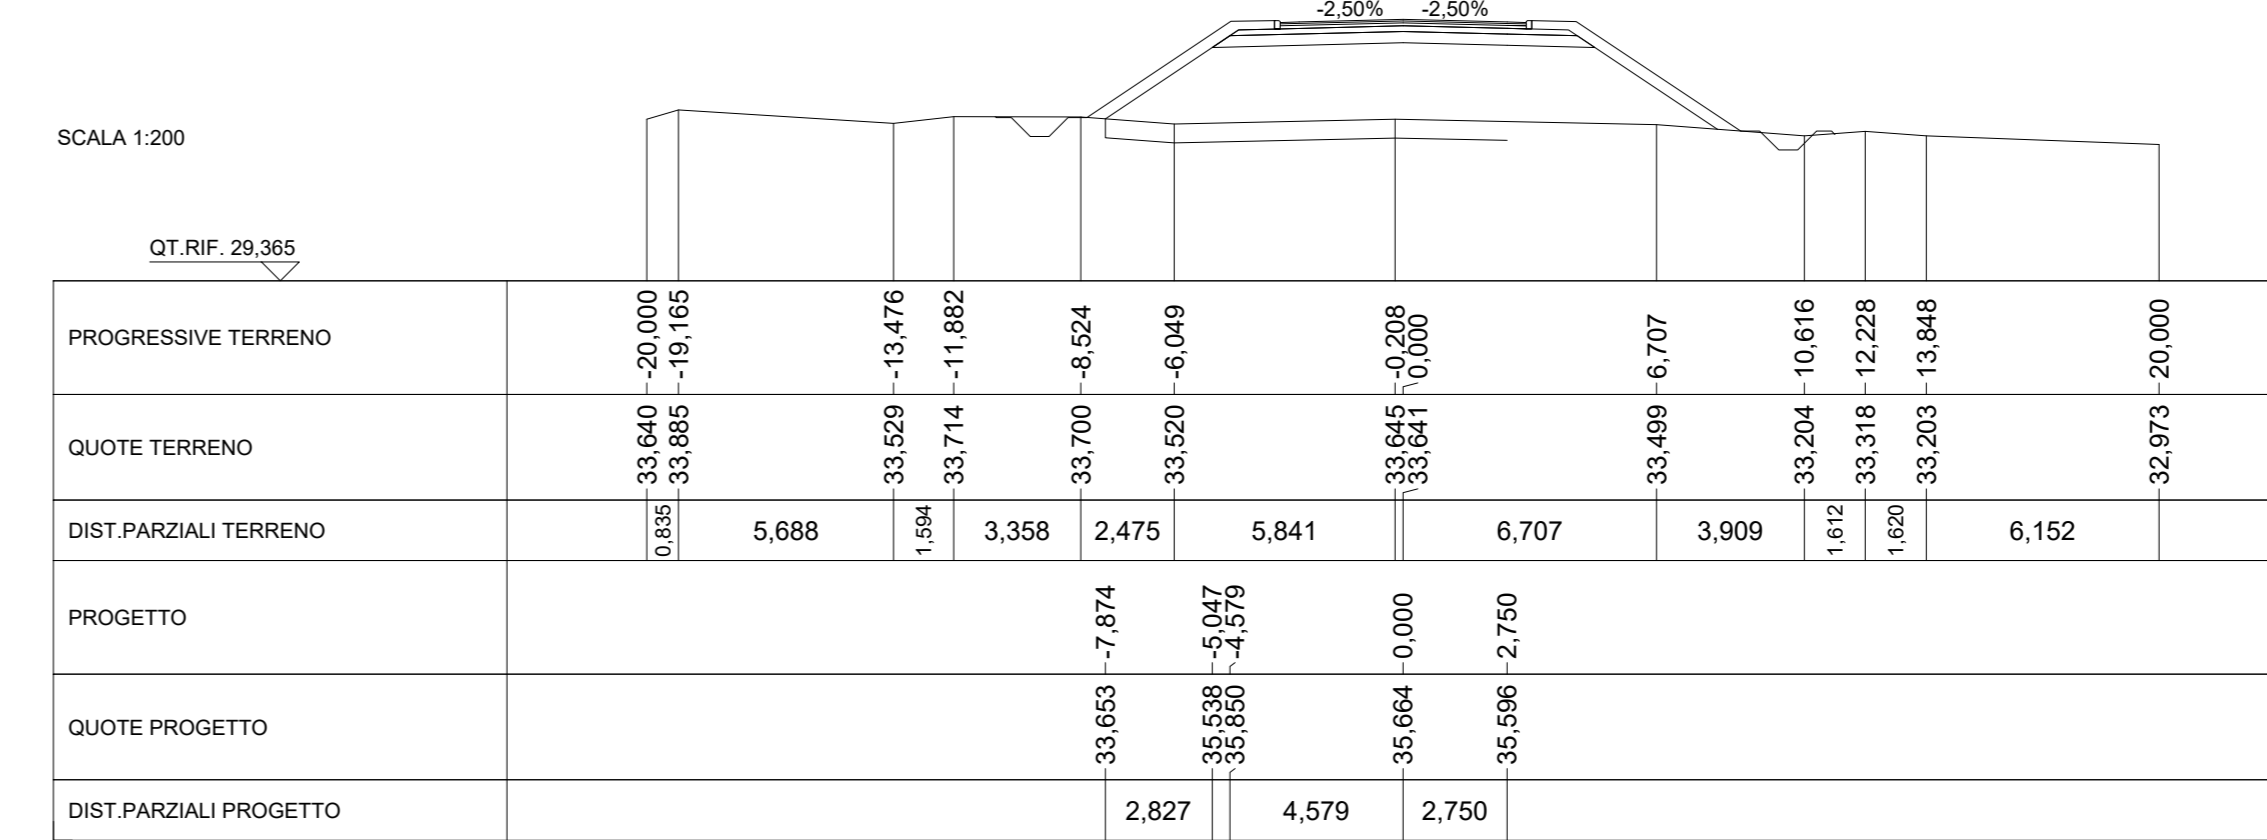 -2,50% -2,50%
SCALA 1:200
QT.RIF. 29,365
PROGRESSIVE TERRENO -20,000 -19,165 -13,476 -11,882 -8,524 -6,049 -0,208 0,000 6,707 10,616 12,228 13,848 20,000
QUOTE TERRENO 33,640 33,885 33,529 33,714 33,700 33,520 33,645 33,641 33,499 33,204 33,318 33,203 32,973
DIST.PARZIALI TERRENO 0,835 5,688 1,594 3,358 2,475 5,841 6,707 3,909 1,612 1,620 6,152
PROGETTO -7,874 -5,047 -4,579 0,000 2,750
QUOTE PROGETTO 33,653 35,538 35,850 35,664 35,596
DIST.PARZIALI PROGETTO 2,827 4,579 2,750